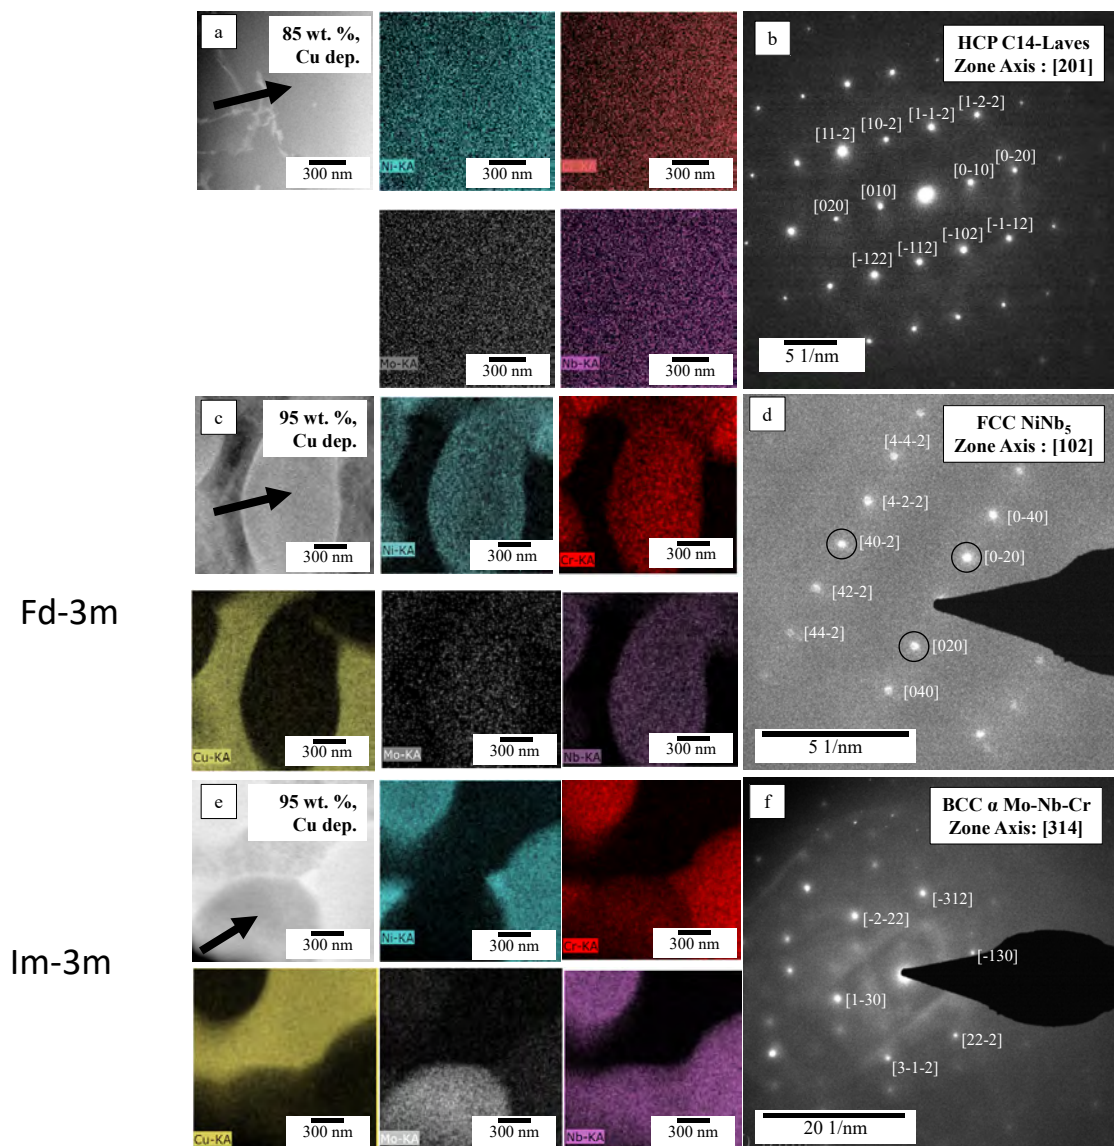 a
85 wt. %,
Cu dep.
300 nm
Ni-KA
300 nm
300 nm
Mo-KA
300 nm
Nb-KA
300 nm
b
HCP C14-Laves
Zone Axis : [201]
[1-2-2]
[1-1-2]
[10-2]
[11-2]
[0-20]
[0-10]
[010]
[020]
[-1-12]
[-102]
[-112]
[-122]
5 1/nm
c
95 wt. %,
Cu dep.
300 nm
Ni-KA
300 nm
Cr-KA
300 nm
Fd-3m
Cu-KA
300 nm
Mo-KA
300 nm
Nb-KA
300 nm
d
FCC NiNb5
Zone Axis : [102]
[4-4-2]
[4-2-2]
[0-40]
[40-2]
[0-20]
[42-2]
[44-2]
[020]
[040]
5 1/nm
e
95 wt. %,
Cu dep.
300 nm
Ni-KA
300 nm
Cr-KA
300 nm
Im-3m
Cu-KA
300 nm
Mo-KA
300 nm
Nb-KA
300 nm
f
BCC α Mo-Nb-Cr
Zone Axis: [314]
[-312]
[-2-22]
[-130]
[1-30]
[22-2]
[3-1-2]
20 1/nm